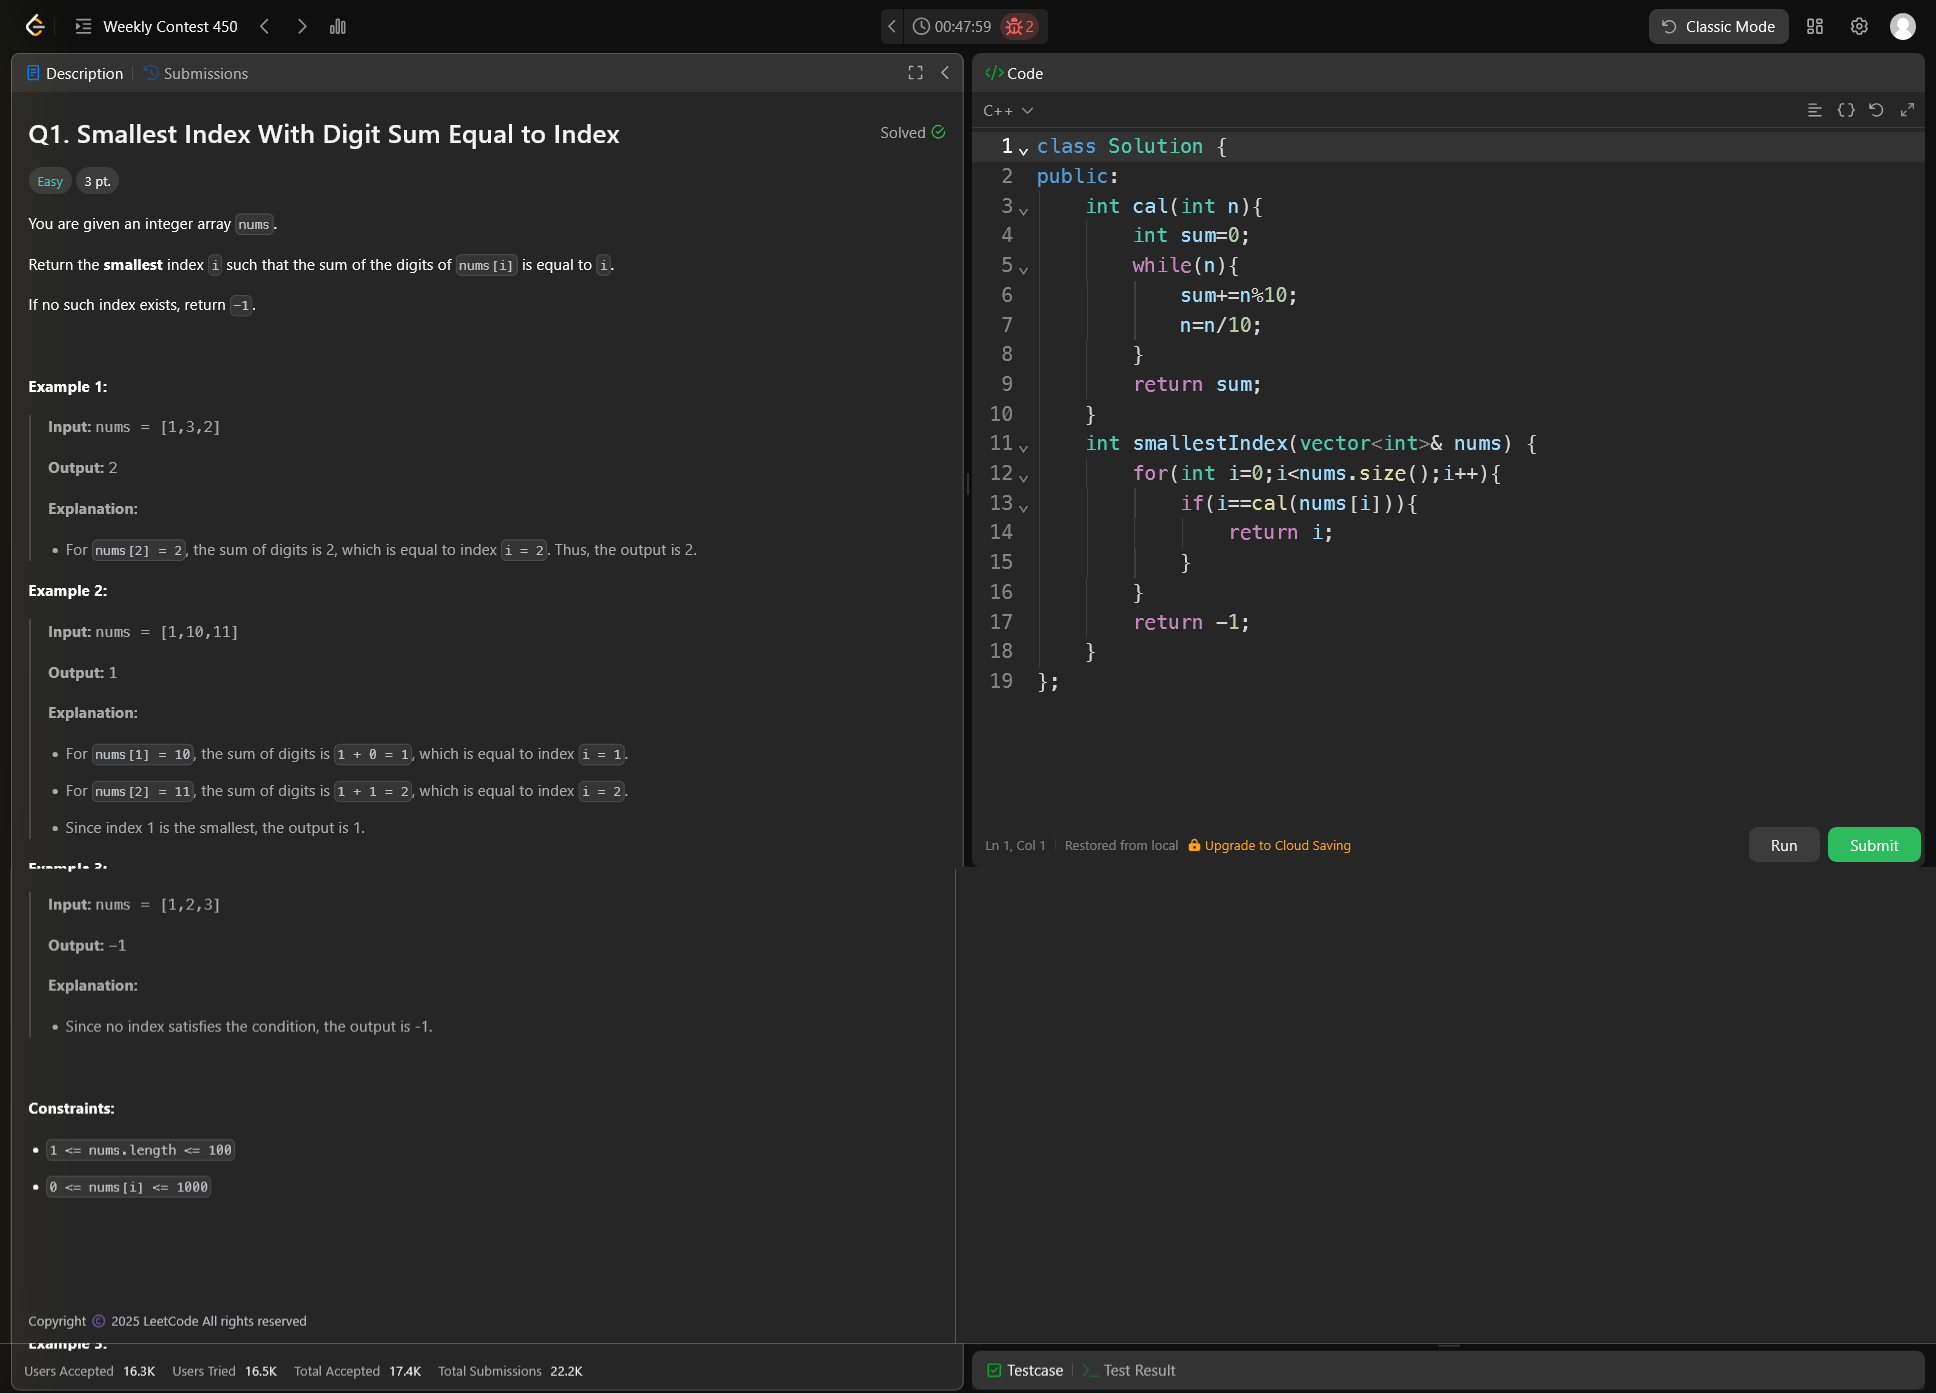 Weekly Contest 450
00:47:59
2
Classic Mode
Description
Submissions
Q1. Smallest Index With Digit Sum Equal to Index
Solved
Easy
3 pt.
You are given an integer array nums.
Return the smallest index i such that the sum of the digits of nums[i] is equal to i.
If no such index exists, return -1.
Example 1:
Input: nums = [1,3,2]
Output: 2
Explanation:
• For nums[2] = 2, the sum of digits is 2, which is equal to index i = 2. Thus, the output is 2.
Example 2:
Input: nums = [1,10,11]
Output: 1
Explanation:
• For nums[1] = 10, the sum of digits is 1 + 0 = 1, which is equal to index i = 1.
• For nums[2] = 11, the sum of digits is 1 + 1 = 2, which is equal to index i = 2.
• Since index 1 is the smallest, the output is 1.
Example 3:
Input: nums = [1,2,3]
Output: -1
Explanation:
• Since no index satisfies the condition, the output is -1.
Constraints:
• 1 <= nums.length <= 100
• 0 <= nums[i] <= 1000
Copyright © 2025 LeetCode All rights reserved
Example 3:
Users Accepted 16.3K Users Tried 16.5K Total Accepted 17.4K Total Submissions 22.2K
</> Code
C++
1 class Solution {
2 public:
3     int cal(int n){
4         int sum=0;
5         while(n){
6             sum+=n%10;
7             n=n/10;
8         }
9         return sum;
10     }
11     int smallestIndex(vector<int>& nums) {
12         for(int i=0;i<nums.size();i++){
13             if(i==cal(nums[i])){
14                 return i;
15             }
16         }
17         return -1;
18     }
19 };
Ln 1, Col 1
Restored from local
Upgrade to Cloud Saving
Run
Submit
Testcase
>_ Test Result